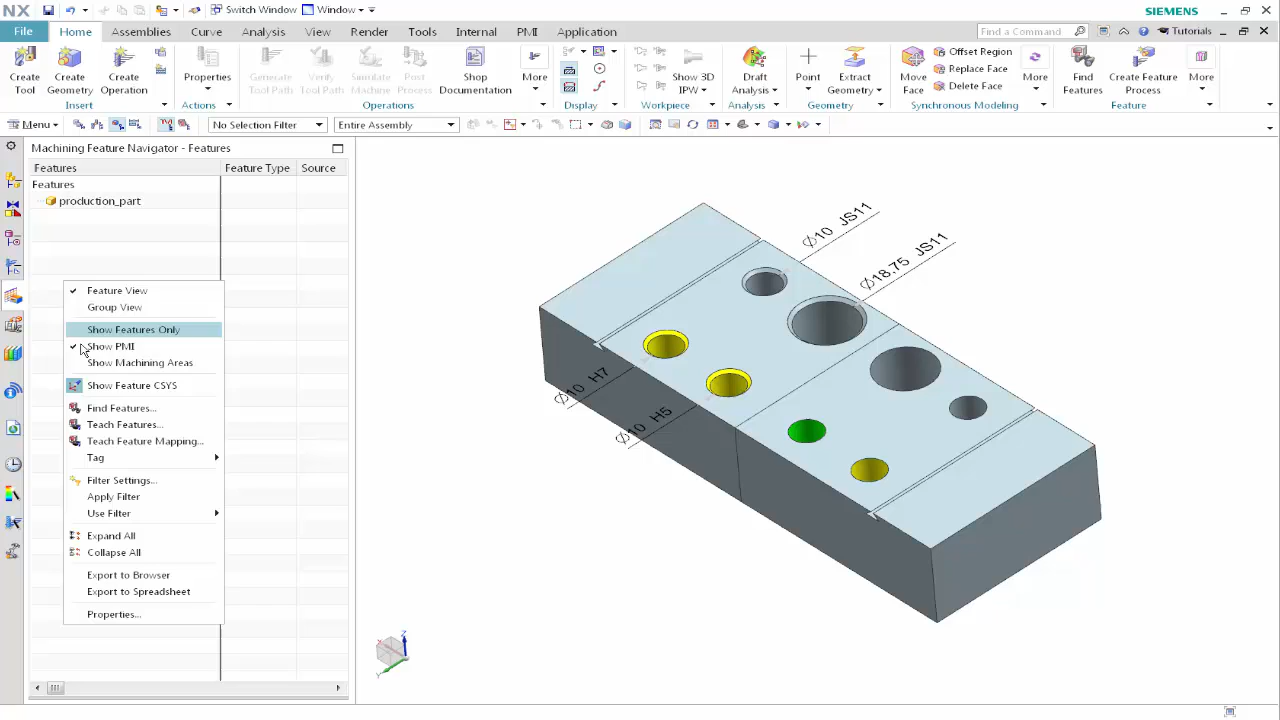 NX
Switch Window
Window
SIEMENS
File
Home
Assemblies
Curve
Analysis
View
Render
Tools
Internal
PMI
Application
Find a Command
Tutorials
Create Tool
Create Geometry
Create Operation
Properties
Generate Tool Path
Verify Tool Path
Simulate Machine
Post Process
Shop Documentation
More
Show 3D IPW
Draft Analysis
Point
Extract Geometry
Move Face
Offset Region
Replace Face
Delete Face
More
Find Features
Create Feature Process
More
Insert
Actions
Operations
Display
Workpiece
Analysis
Geometry
Synchronous Modeling
Feature
Menu
No Selection Filter
Entire Assembly
Machining Feature Navigator - Features
Features
Feature Type
Source
Features
production_part
Feature View
Group View
Show Features Only
Show PMI
Show Machining Areas
Show Feature CSYS
Find Features...
Teach Features...
Teach Feature Mapping...
Tag
Filter Settings...
Apply Filter
Use Filter
Expand All
Collapse All
Export to Browser
Export to Spreadsheet
Properties...
Ø10 JS11
Ø18,75 JS11
Ø10 H7
Ø10 H5
Z
X
Y